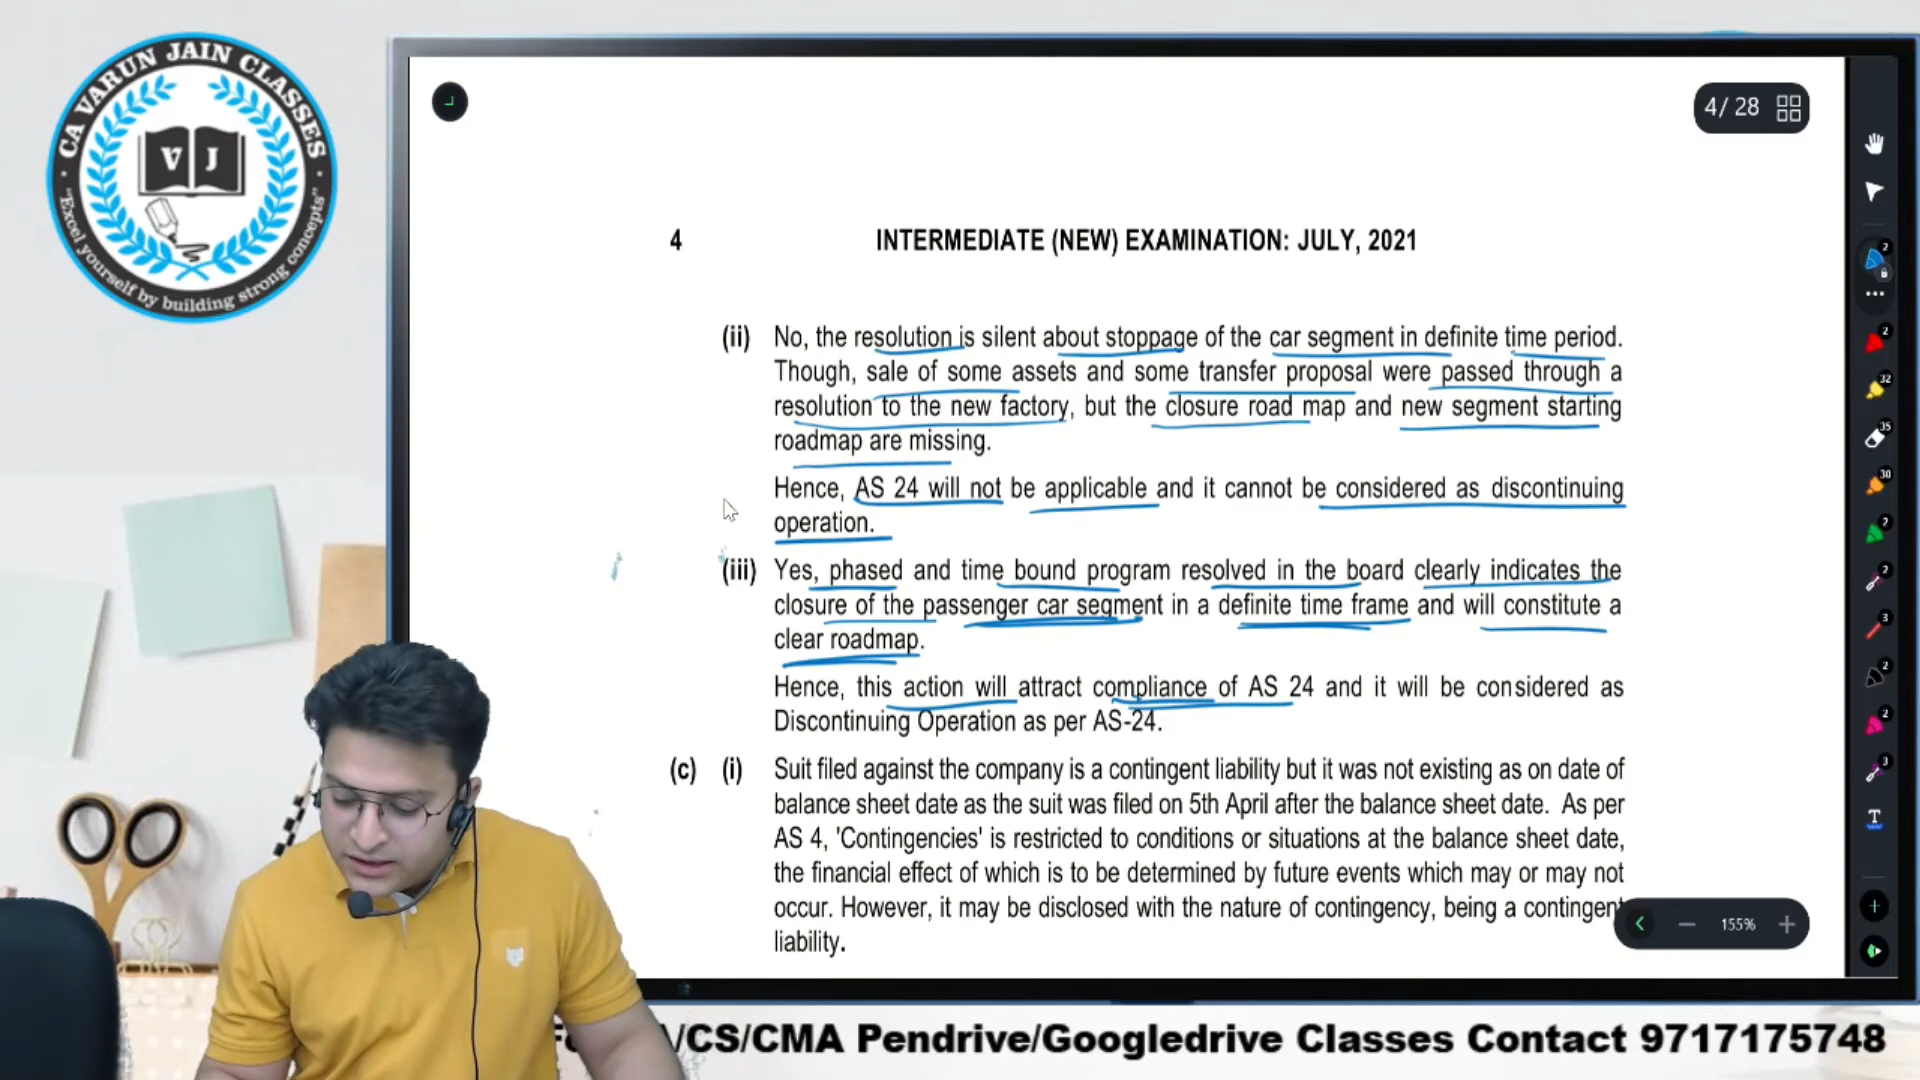 CA VARUN JAIN CLASSES
V J
"Excel yourself by building strong concepts"
4/ 28
4 INTERMEDIATE (NEW) EXAMINATION: JULY, 2021
(ii) No, the resolution is silent about stoppage of the car segment in definite time period.
Though, sale of some assets and some transfer proposal were passed through a
resolution to the new factory, but the closure road map and new segment starting
roadmap are missing.
Hence, AS 24 will not be applicable and it cannot be considered as discontinuing
operation.
(iii) Yes, phased and time bound program resolved in the board clearly indicates the
closure of the passenger car segment in a definite time frame and will constitute a
clear roadmap.
Hence, this action will attract compliance of AS 24 and it will be considered as
Discontinuing Operation as per AS-24.
(c) (i) Suit filed against the company is a contingent liability but it was not existing as on date of
balance sheet date as the suit was filed on 5th April after the balance sheet date. As per
AS 4, 'Contingencies' is restricted to conditions or situations at the balance sheet date,
the financial effect of which is to be determined by future events which may or may not
occur. However, it may be disclosed with the nature of contingency, being a contingent
liability.
155%
2
2
32
35
30
2
2
3
2
2
3
T
/CS/CMA Pendrive/Googledrive Classes Contact 9717175748